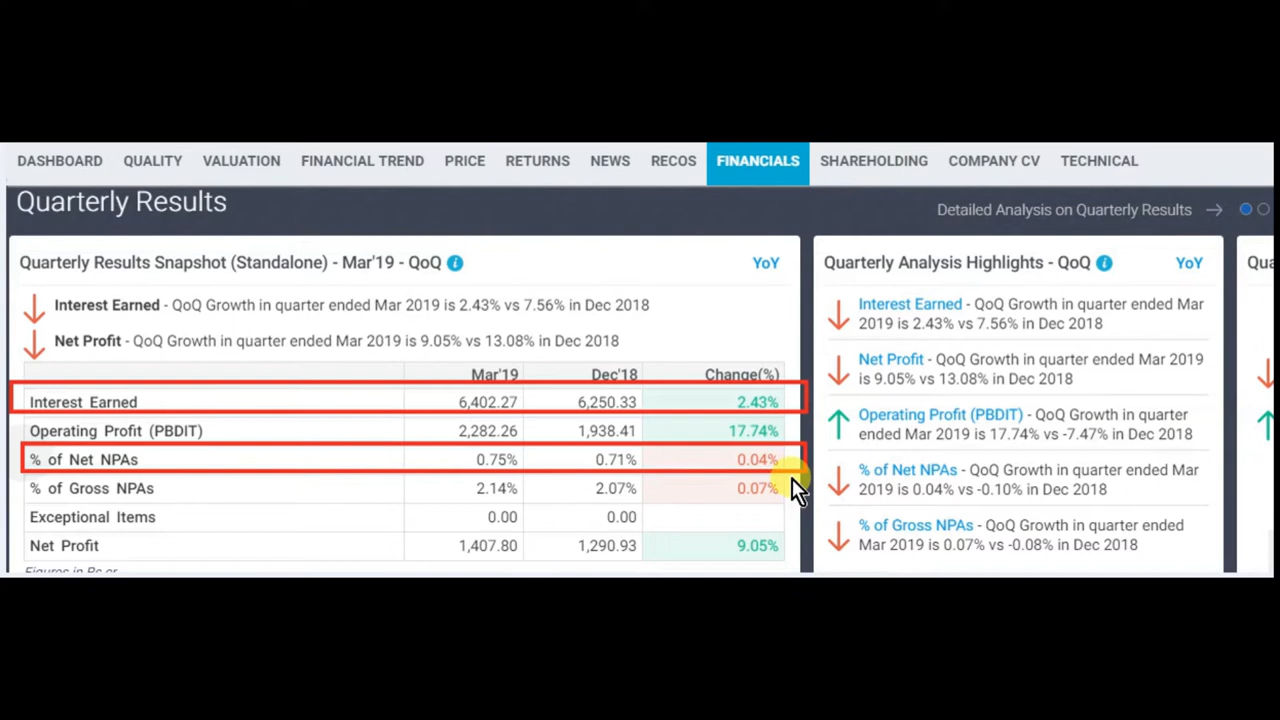 DASHBOARD QUALITY VALUATION FINANCIAL TREND PRICE RETURNS NEWS RECOS FINANCIALS SHAREHOLDING COMPANY CV TECHNICAL
Quarterly Results
Detailed Analysis on Quarterly Results →
Quarterly Results Snapshot (Standalone) - Mar'19 - QoQ i YoY
Interest Earned - QoQ Growth in quarter ended Mar 2019 is 2.43% vs 7.56% in Dec 2018
Net Profit - QoQ Growth in quarter ended Mar 2019 is 9.05% vs 13.08% in Dec 2018
Mar'19 Dec'18 Change(%)
Interest Earned 6,402.27 6,250.33 2.43%
Operating Profit (PBDIT) 2,282.26 1,938.41 17.74%
% of Net NPAs 0.75% 0.71% 0.04%
% of Gross NPAs 2.14% 2.07% 0.07%
Exceptional Items 0.00 0.00
Net Profit 1,407.80 1,290.93 9.05%
Figures in Rs cr
Quarterly Analysis Highlights - QoQ i YoY
Interest Earned - QoQ Growth in quarter ended Mar
2019 is 2.43% vs 7.56% in Dec 2018
Net Profit - QoQ Growth in quarter ended Mar 2019
is 9.05% vs 13.08% in Dec 2018
Operating Profit (PBDIT) - QoQ Growth in quarter
ended Mar 2019 is 17.74% vs -7.47% in Dec 2018
% of Net NPAs - QoQ Growth in quarter ended Mar
2019 is 0.04% vs -0.10% in Dec 2018
% of Gross NPAs - QoQ Growth in quarter ended
Mar 2019 is 0.07% vs -0.08% in Dec 2018
Qua